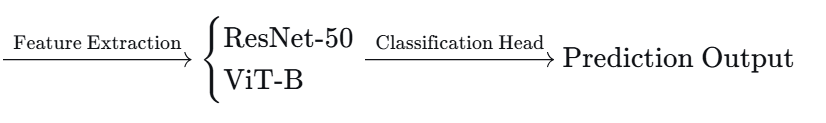 Feature Extraction
ResNet-50
ViT-B
Classification Head
Prediction Output